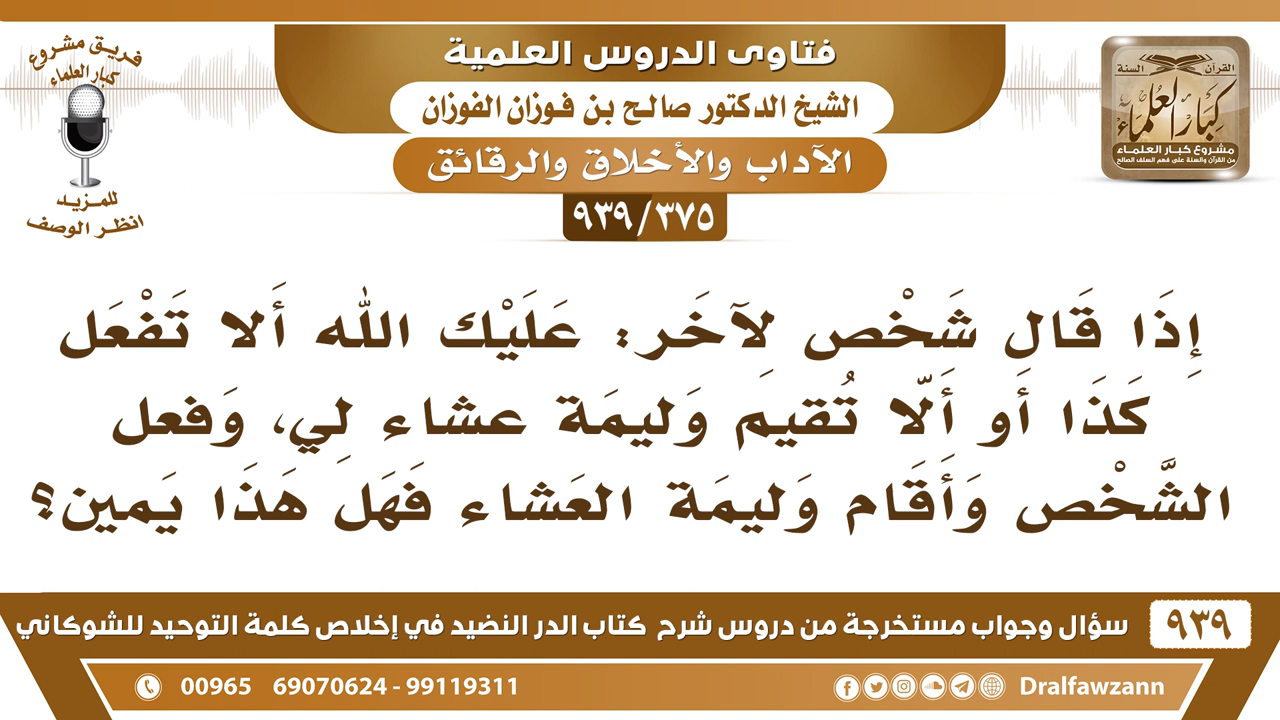 فتاوى الدروس العلمية
الشيخ الدكتور صالح بن فوزان الفوزان
الآداب والأخلاق والرقائق
٩٣٩/٣٧٥
فريق مشروع
كبار العلماء
للمزيد
انظر الوصف
القرآن السنة
كبار العلماء
مشروع كبار العلماء
من القرآن والسنة على فهم السلف الصالح
إِذَا قَالِ شَخْص لآخَر: عَلَيْك الله أَلا تَفْعَل
كَذَا أَو أَلّا تُقيمَ وَليمَة عشاء لِي، وَفعل
الشَّخْص وَأَقَام وَليمَة العَشاء فَهَلِ هَذَا يَمين؟
٩٣٩ سؤال وجواب مستخرجة من دروس شرح كتاب الدر النضيد في إخلاص كلمة التوحيد للشوكاني
00965 69070624 - 99119311
Dralfawzann